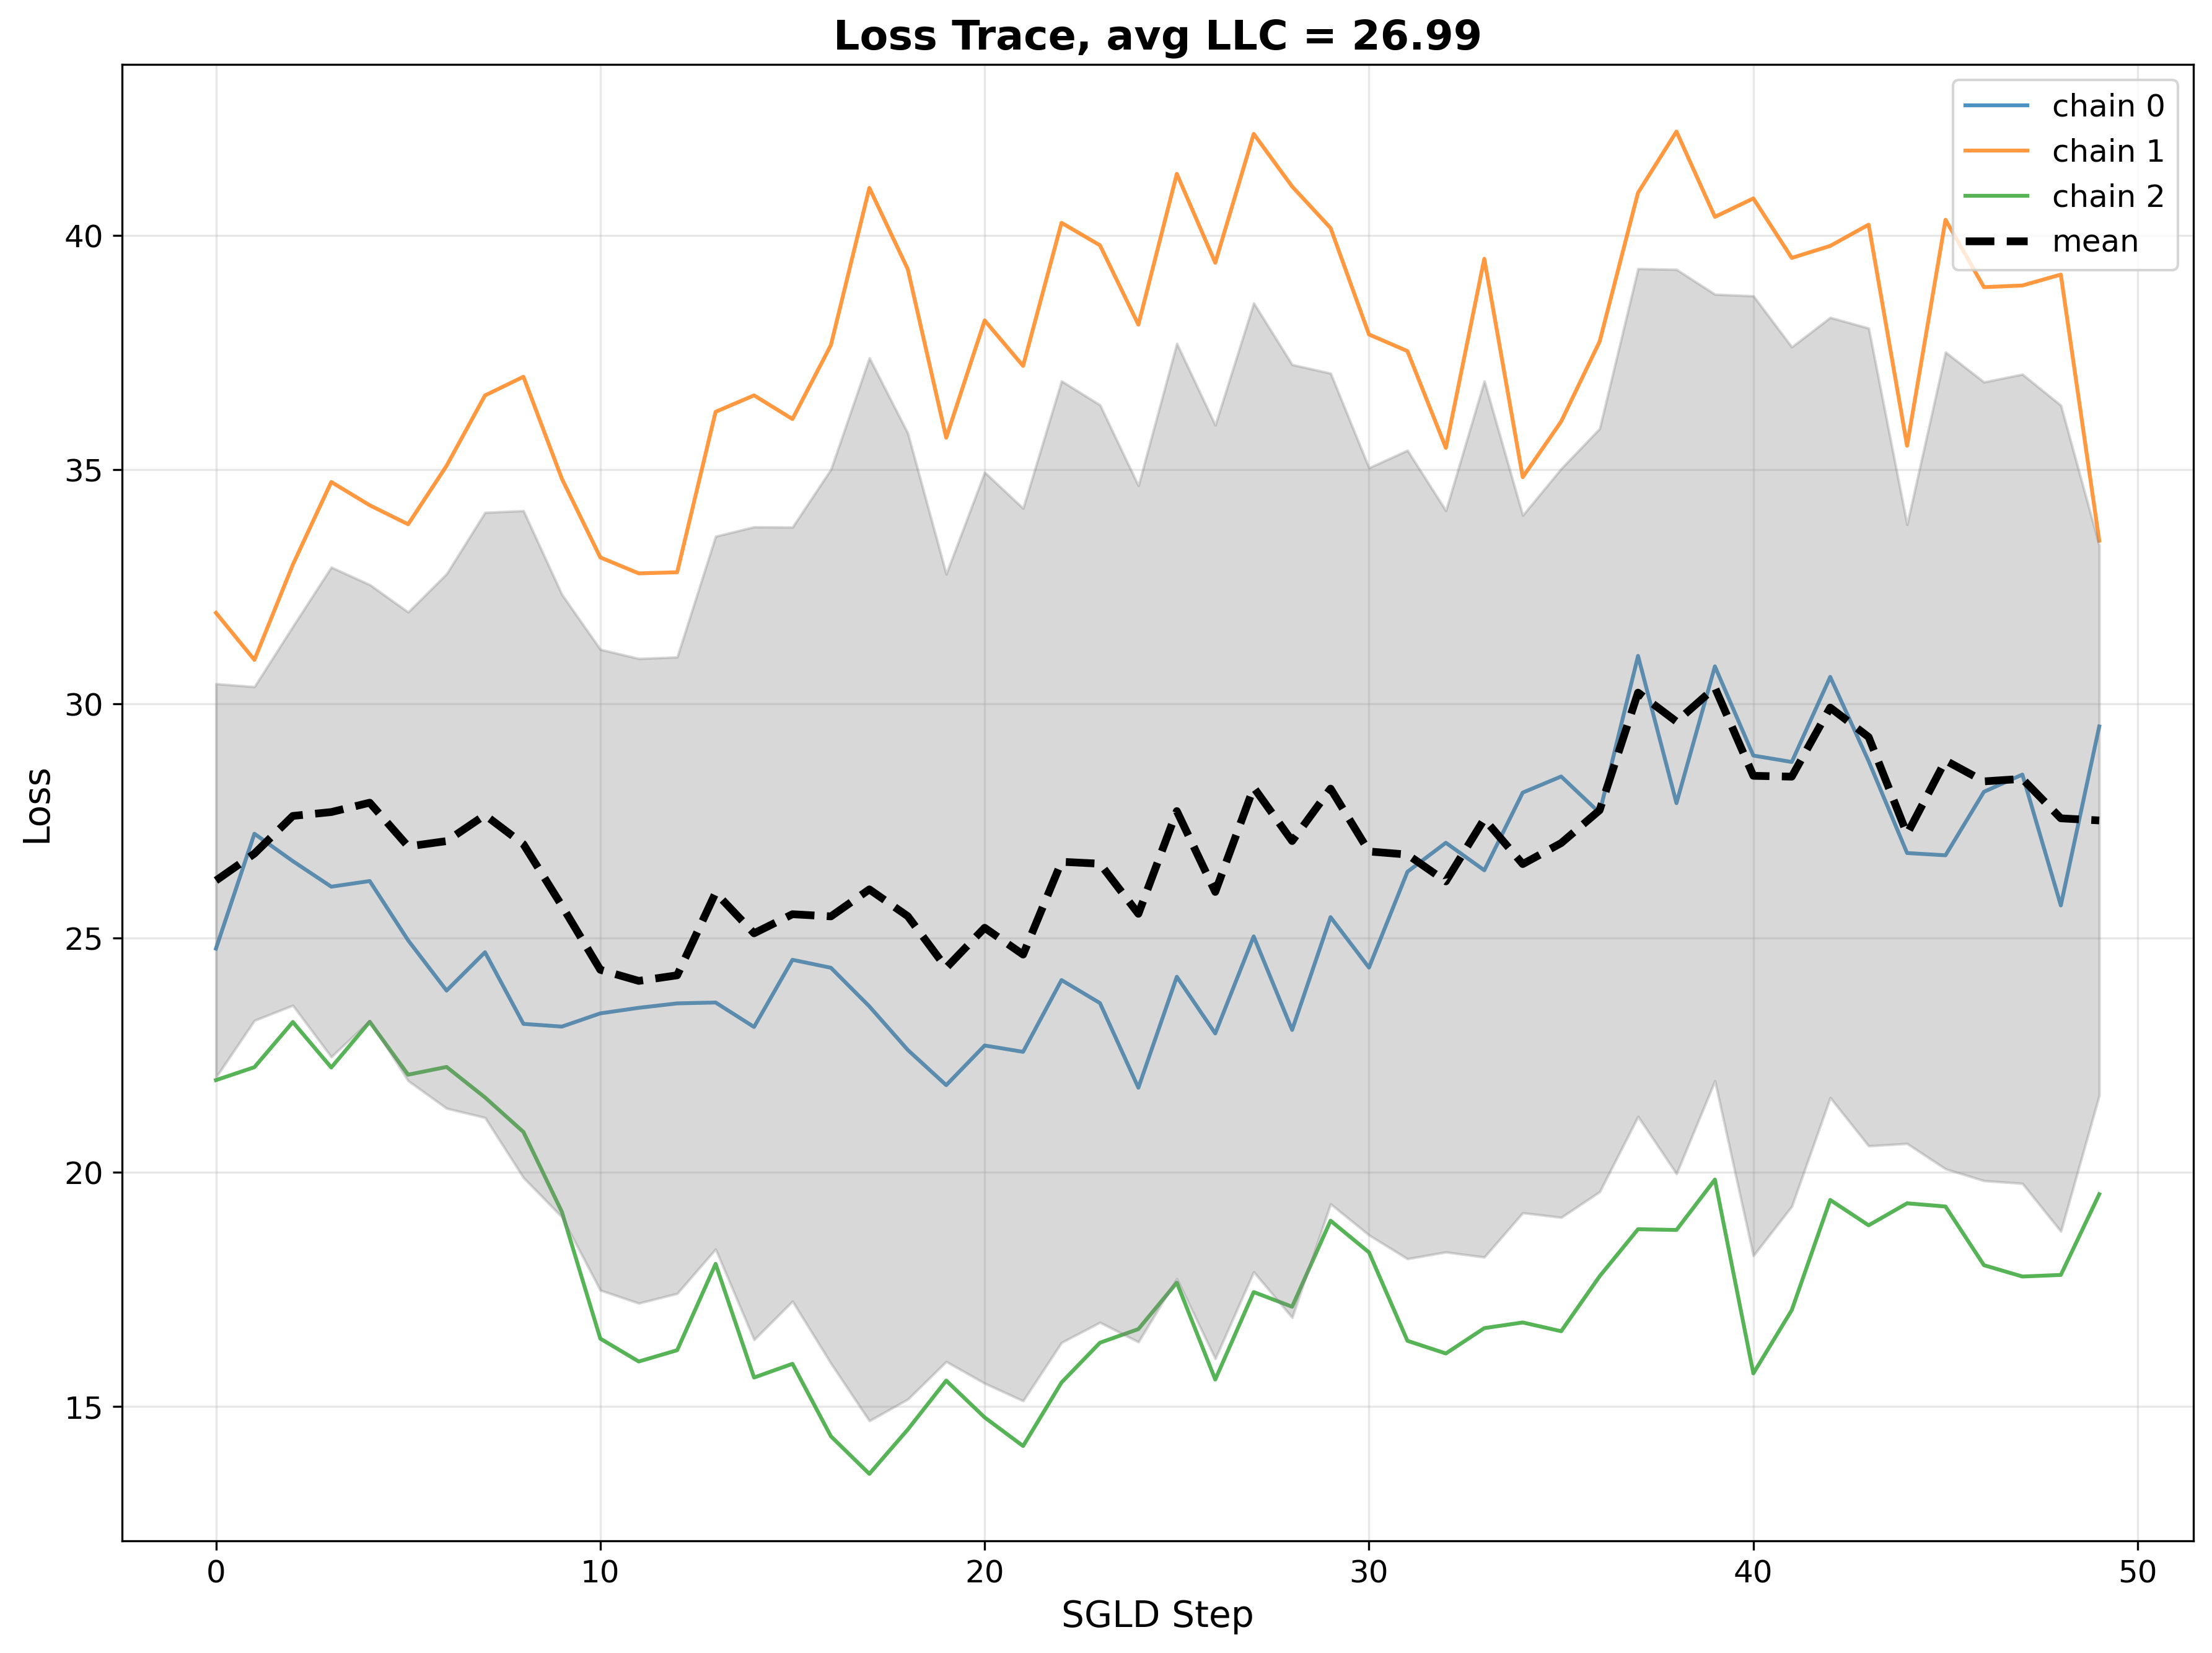 Loss Trace, avg LLC = 26.99
chain 0
chain 1
chain 2
mean
40
35
30
25
20
15
Loss
0 10 20 30 40 50
SGLD Step